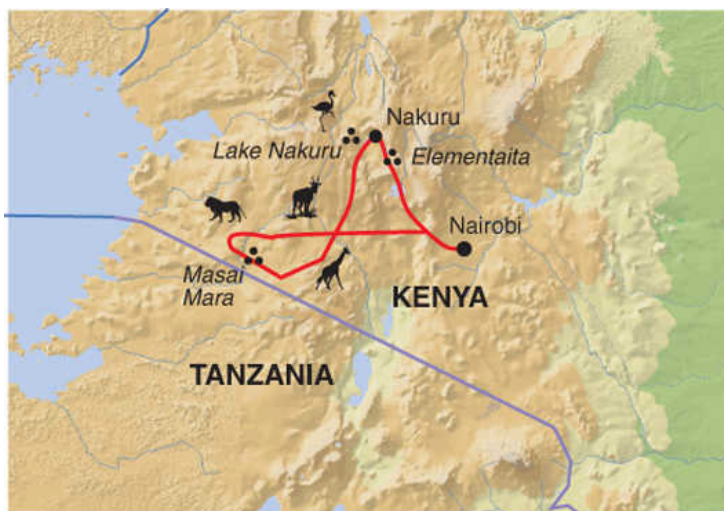 Nakuru
Lake Nakuru
Elementaita
Nairobi
Masai
Mara
KENYA
TANZANIA